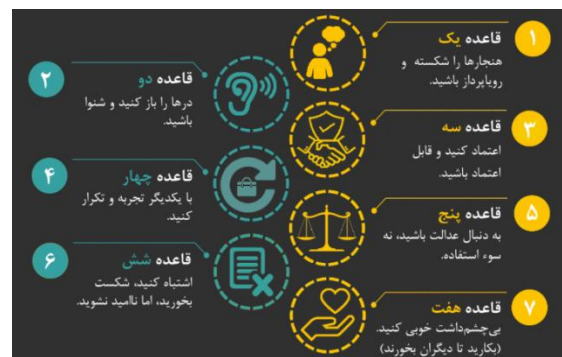 ۱
قاعده یک
هنجارها را شکسته و
رویاپرداز باشید.
۲
قاعده دو
درها را باز کنید و شنوا
باشید.
۳
قاعده سه
اعتماد کنید و قابل
اعتماد باشید.
۴
قاعده چهار
با یکدیگر تجربه و تکرار
کنید.
۵
قاعده پنج
به دنبال عدالت باشید، نه
سوء استفاده.
۶
قاعده شش
اشتباه کنید، شکست
بخورید، اما ناامید نشوید.
۷
قاعده هفت
بی‌چشم‌داشت خوبی کنید.
(بکارید تا دیگران بخورند)